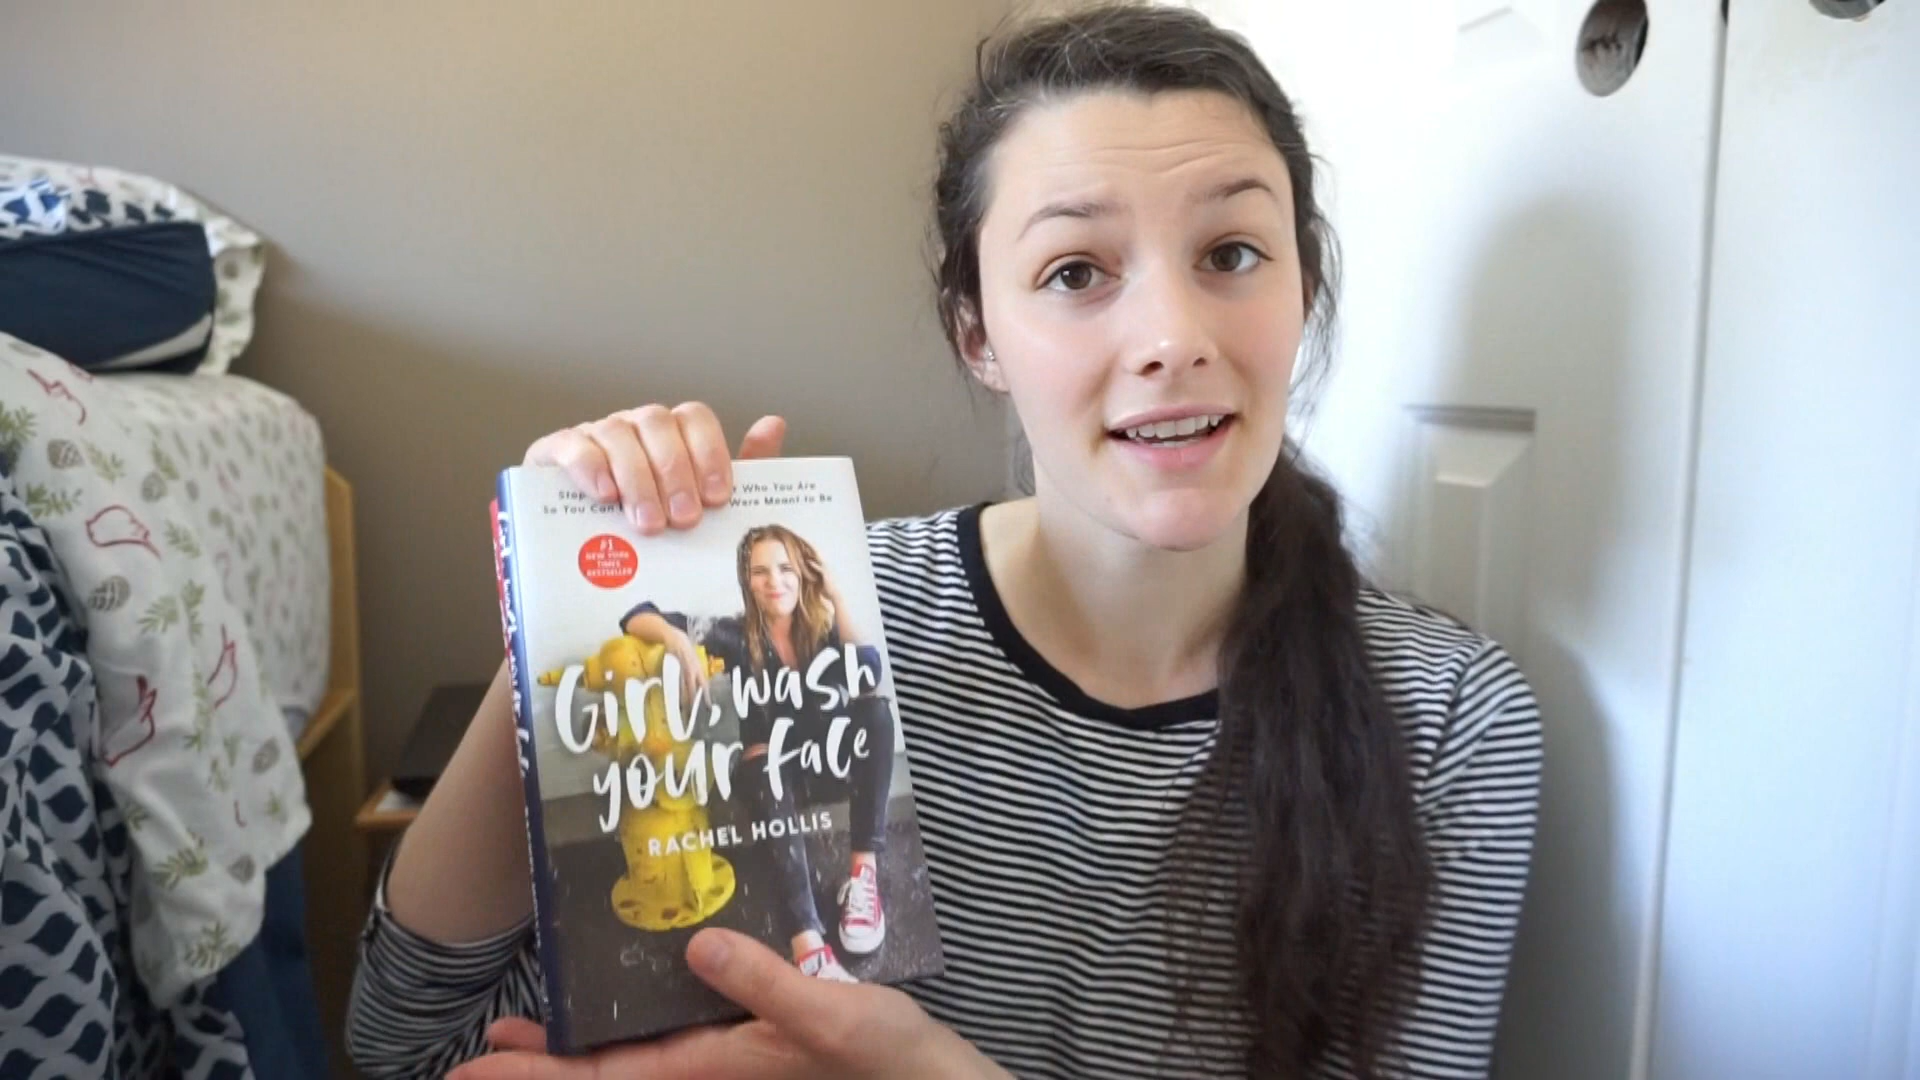 Stop Who You Are
So You Can Were Meant to Be
#1
NEW YORK
TIMES
BESTSELLER
Girl, wash
your face
RACHEL HOLLIS